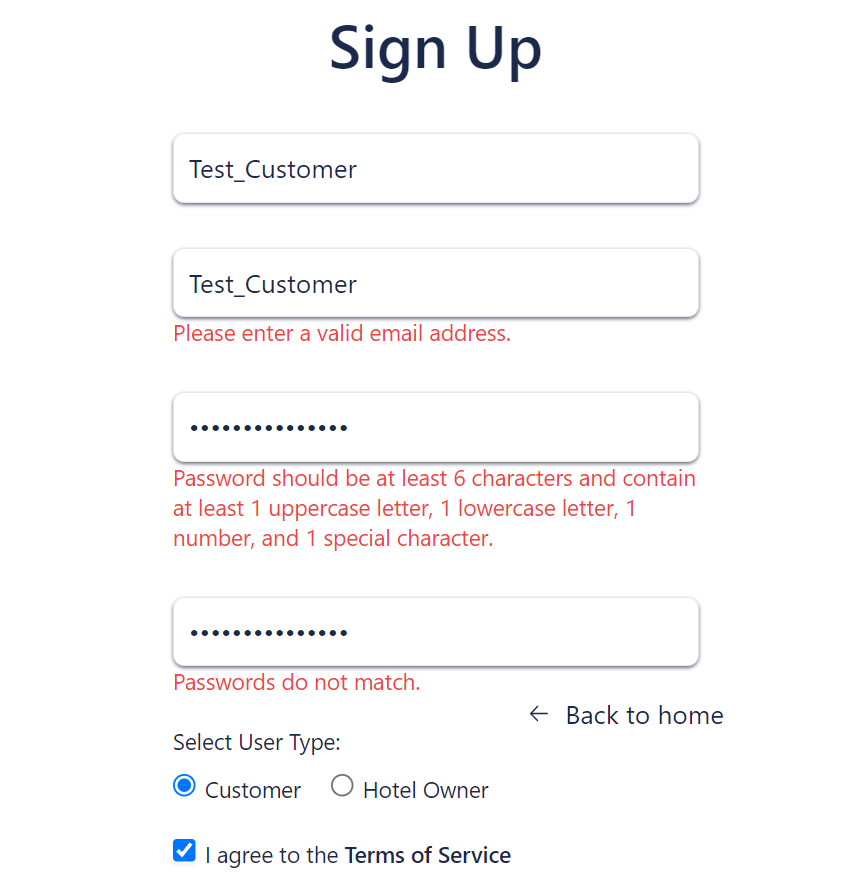 Sign Up
Test_Customer
Test_Customer
Please enter a valid email address.
•••••••••••••••
Password should be at least 6 characters and contain
at least 1 uppercase letter, 1 lowercase letter, 1
number, and 1 special character.
•••••••••••••••
Passwords do not match.
← Back to home
Select User Type:
Customer Hotel Owner
I agree to the Terms of Service